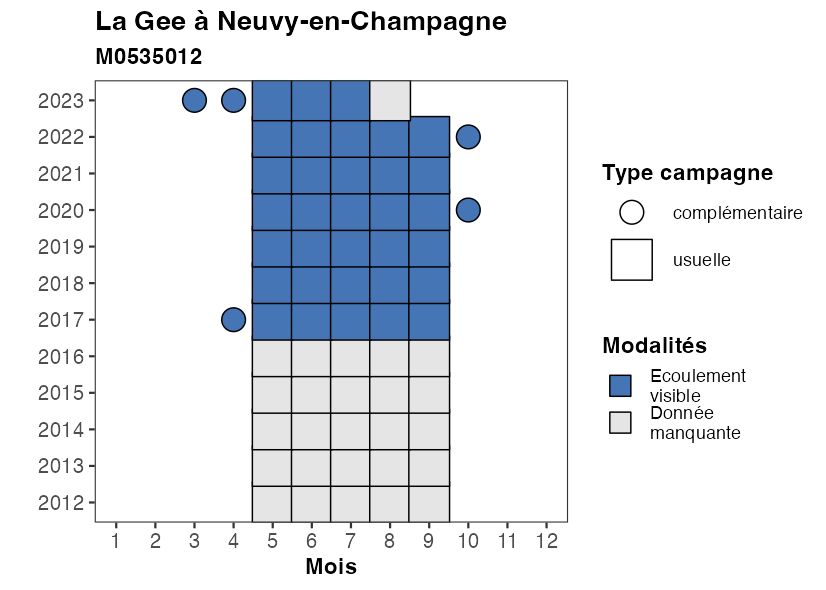 La Gee à Neuvy-en-Champagne
M0535012
2023
2022
2021
2020
2019
2018
2017
2016
2015
2014
2013
2012
1 2 3 4 5 6 7 8 9 10 11 12
Mois
Type campagne
complémentaire
usuelle
Modalités
Ecoulement
visible
Donnée
manquante